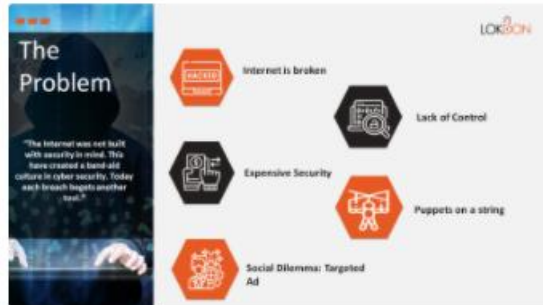 The
Problem
"The Internet was not built
with security in mind. This
have created a band-aid
culture in cyber security. Today
each breach begets another
tool."
LOKDON
HACKED
Internet is broken
Lack of Control
Expensive Security
Puppets on a string
Social Dilemma: Targeted
Ad